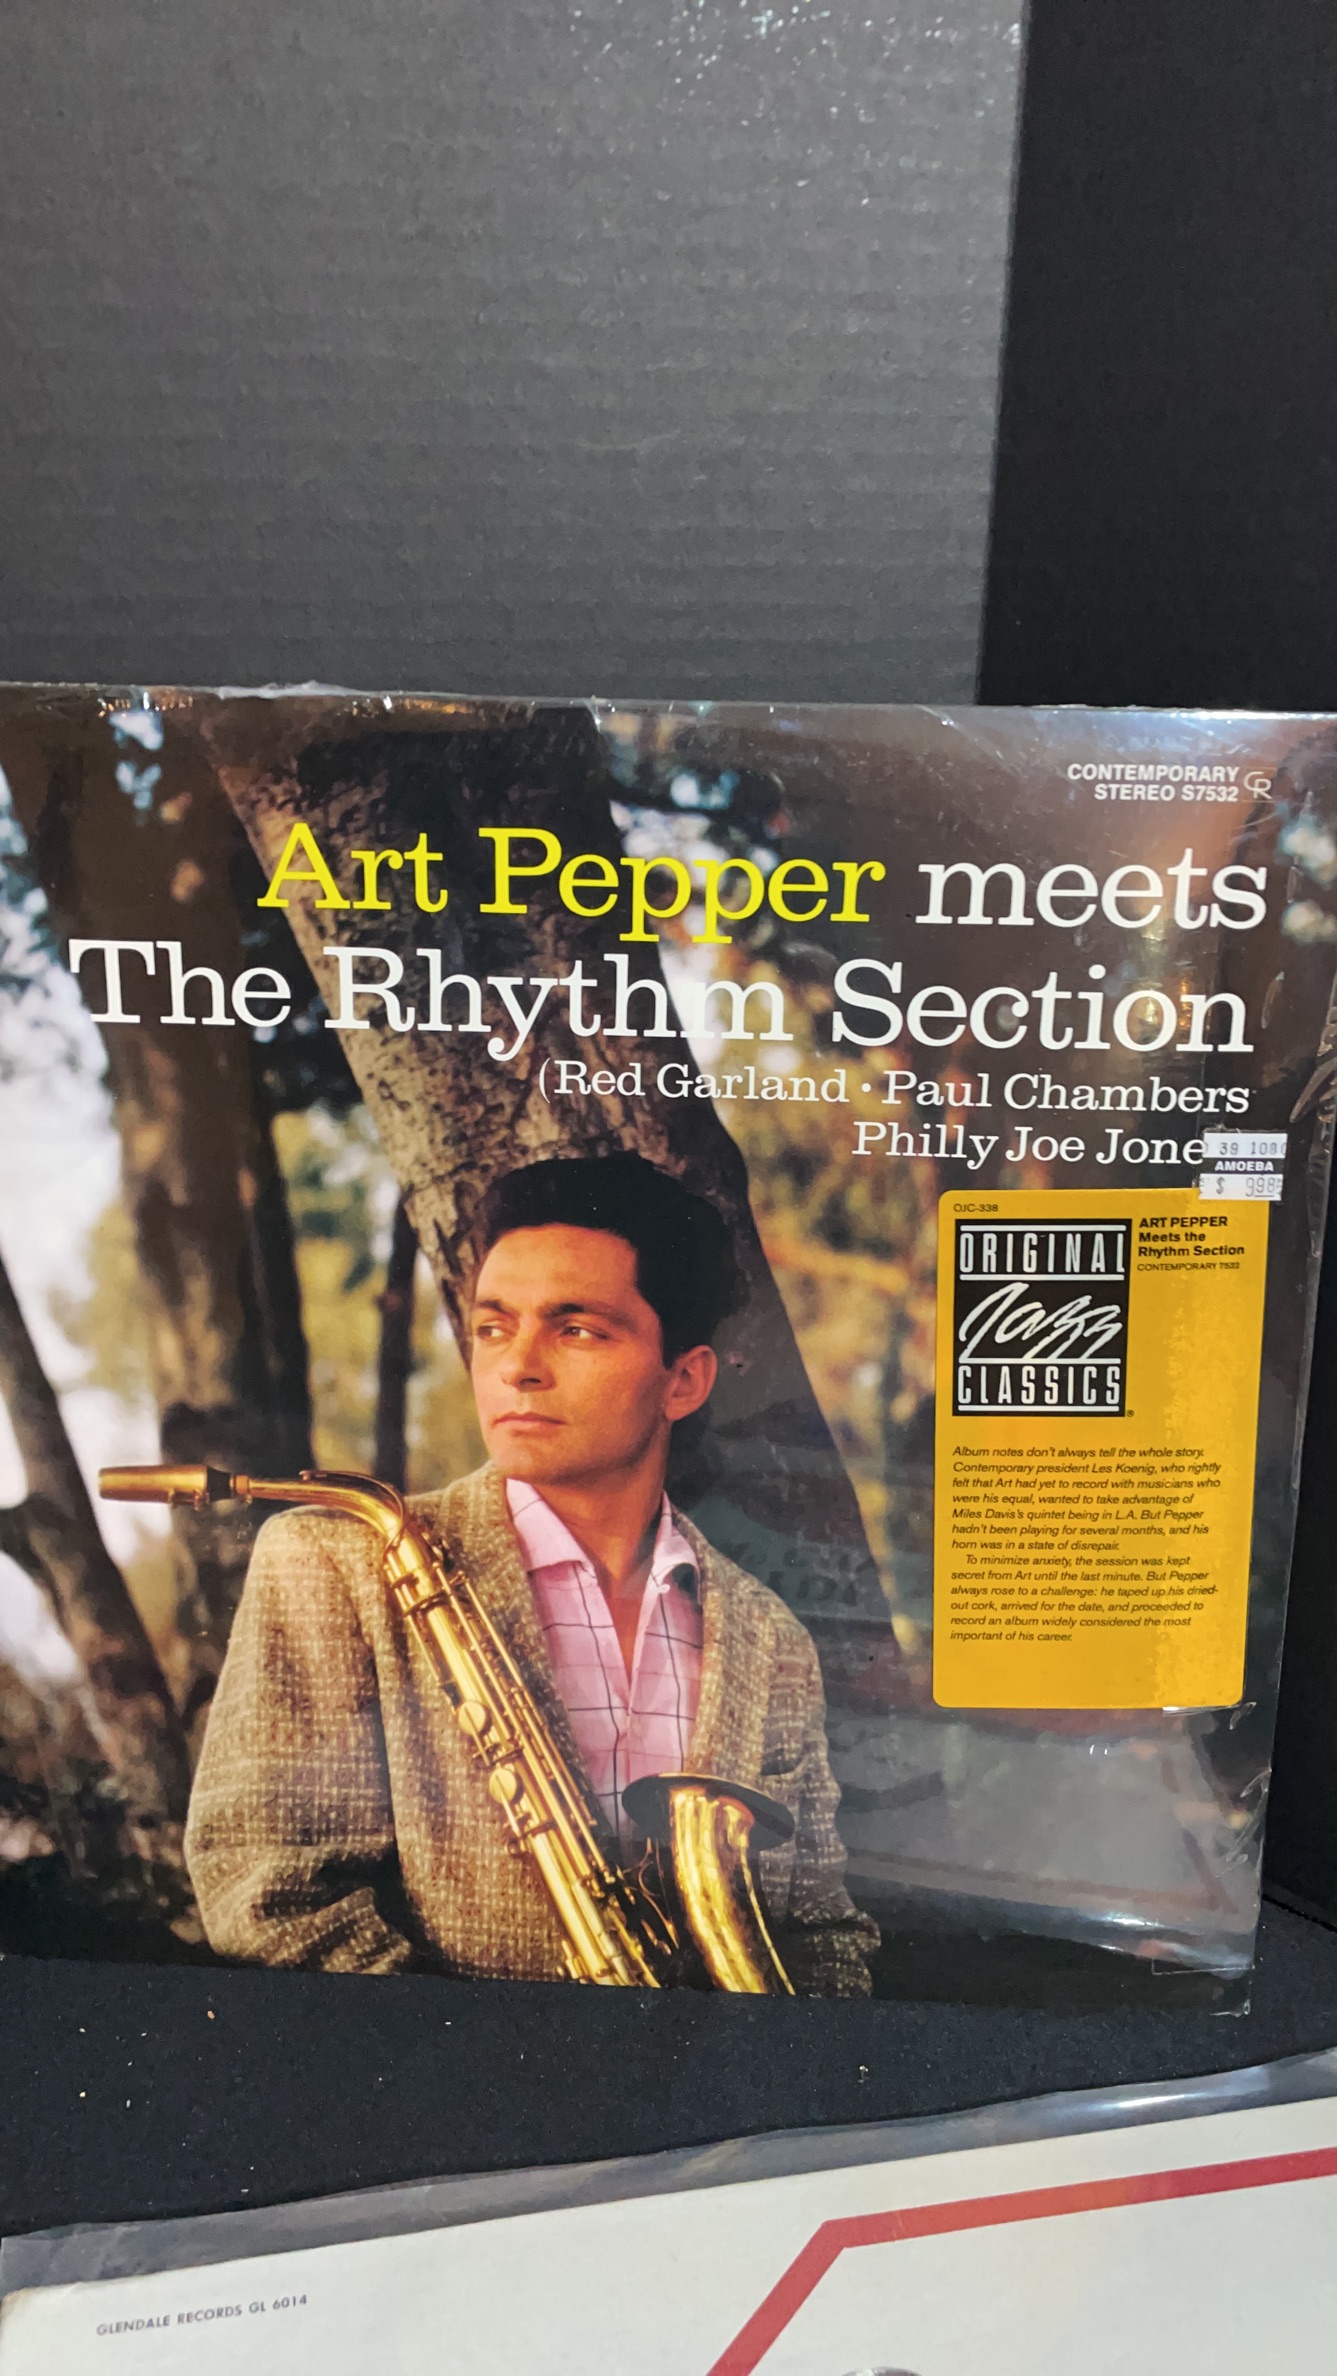 CONTEMPORARY CR
STEREO S7532
Art Pepper meets
The Rhythm Section
(Red Garland · Paul Chambers
Philly Joe Jone
AMOEBA
$ 998
OJC-338
ORIGINAL
Jazz
CLASSICS®
ART PEPPER
Meets the
Rhythm Section
CONTEMPORARY 7532
Album notes don't always tell the whole story.
Contemporary president Les Koenig, who rightly
felt that Art had yet to record with musicians who
were his equal, wanted to take advantage of
Miles Davis's quintet being in L.A. But Pepper
hadn't been playing for several months, and his
horn was in a state of disrepair.
To minimize anxiety, the session was kept
secret from Art until the last minute. But Pepper
always rose to a challenge: he taped up his dried-
out cork, arrived for the date, and proceeded to
record an album widely considered the most
important of his career.
GLENDALE RECORDS GL 6014